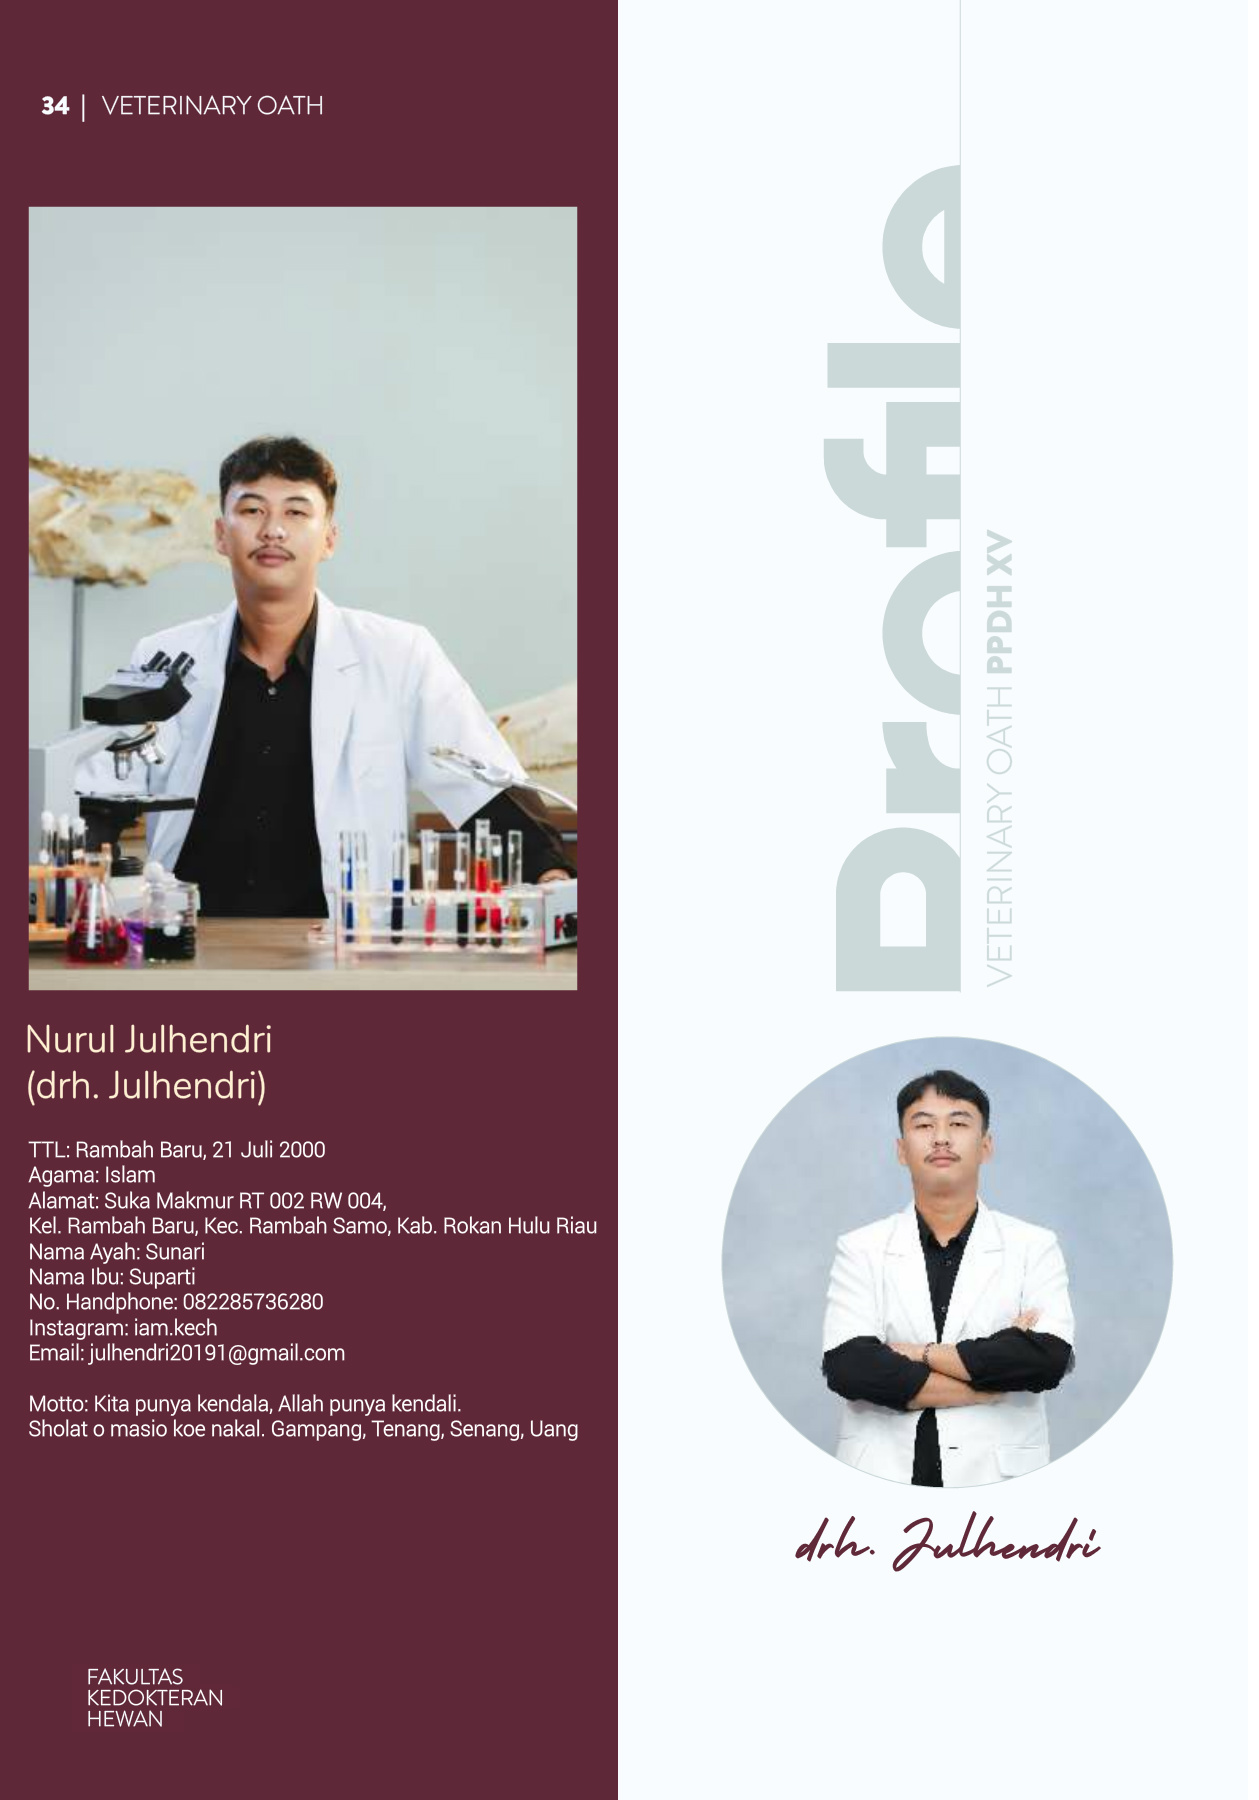 34 | VETERINARY OATH
Nurul Julhendri
(drh. Julhendri)
TTL: Rambah Baru, 21 Juli 2000
Agama: Islam
Alamat: Suka Makmur RT 002 RW 004,
Kel. Rambah Baru, Kec. Rambah Samo, Kab. Rokan Hulu Riau
Nama Ayah: Sunari
Nama Ibu: Suparti
No. Handphone: 082285736280
Instagram: iam.kech
Email: julhendri20191@gmail.com
Motto: Kita punya kendala, Allah punya kendali.
Sholat o masio koe nakal. Gampang, Tenang, Senang, Uang
FAKULTAS
KEDOKTERAN
HEWAN
Profile
VETERINARY OATH PPDH XV
drh. Julhendri